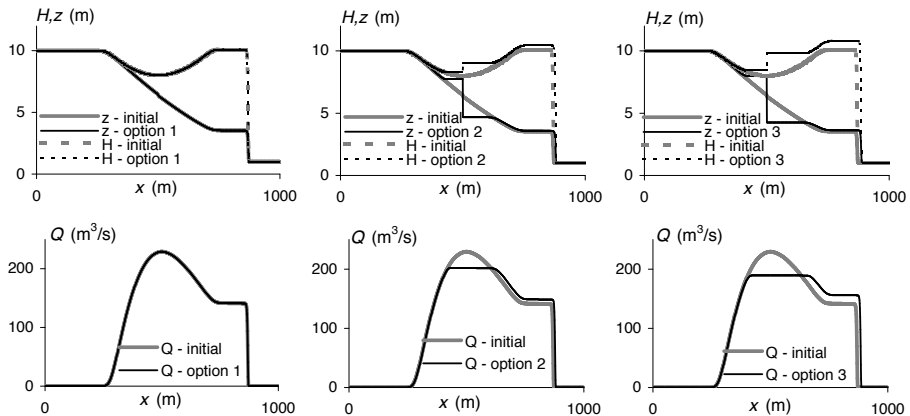 H,z (m)
10
5
0
z - initial
z - option 1
H - initial
H - option 1
0
x (m)
1000
H,z (m)
10
5
0
z - initial
z - option 2
H - initial
H - option 2
0
x (m)
1000
H,z (m)
10
5
0
z - initial
z - option 3
H - initial
H - option 3
0
x (m)
1000
Q (m³/s)
200
100
0
Q - initial
Q - option 1
0
x (m)
1000
Q (m³/s)
200
100
0
Q - initial
Q - option 2
0
x (m)
1000
Q (m³/s)
200
100
0
Q - initial
Q - option 3
0
x (m)
1000